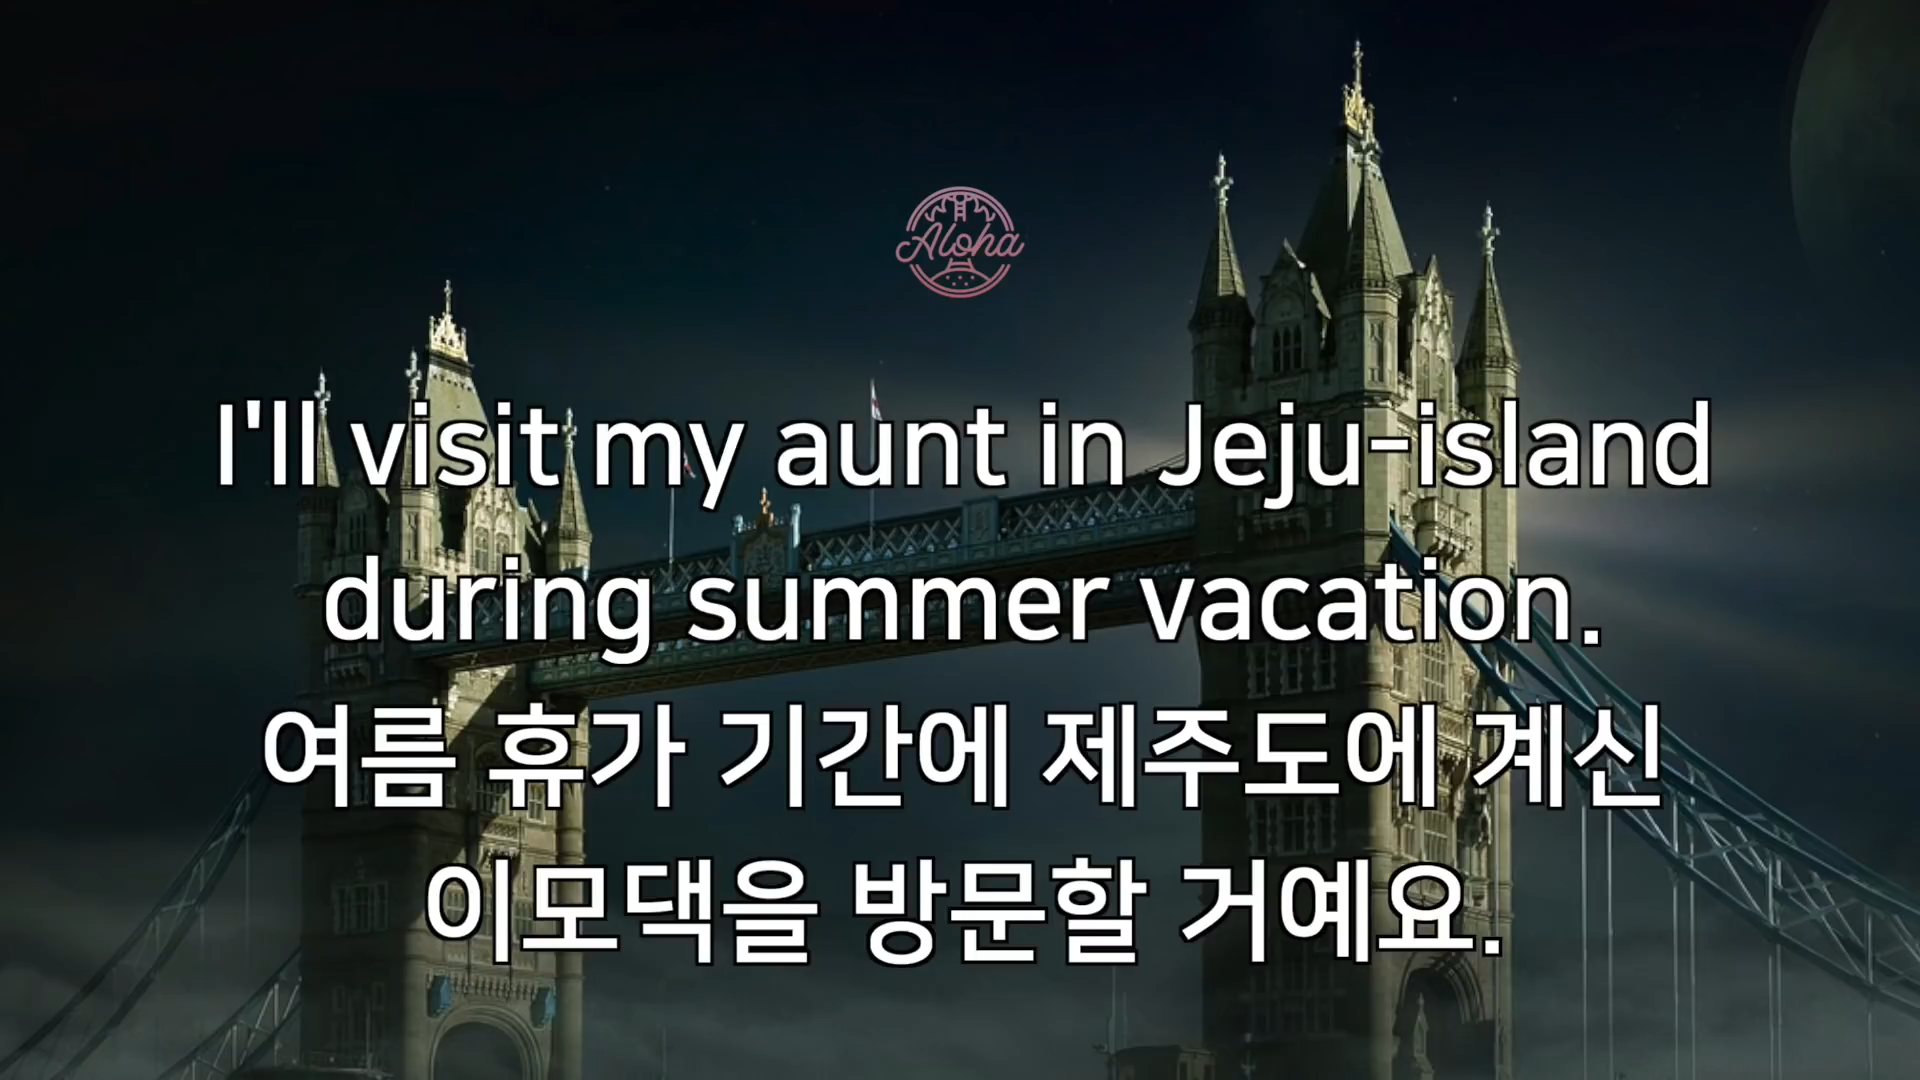 Aloha
I'll visit my aunt in Jeju-island
during summer vacation.
여름 휴가 기간에 제주도에 계신
이모댁을 방문할 거예요.